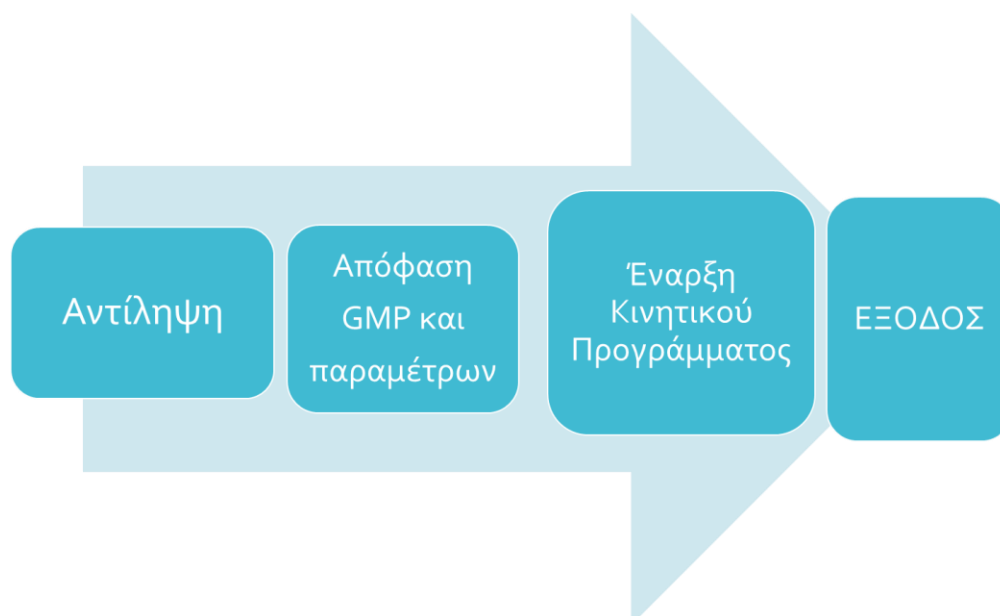 Αντίληψη
Απόφαση
GMP και
παραμέτρων
Έναρξη
Κινητικού
Προγράμματος
ΕΞΟΔΟΣ